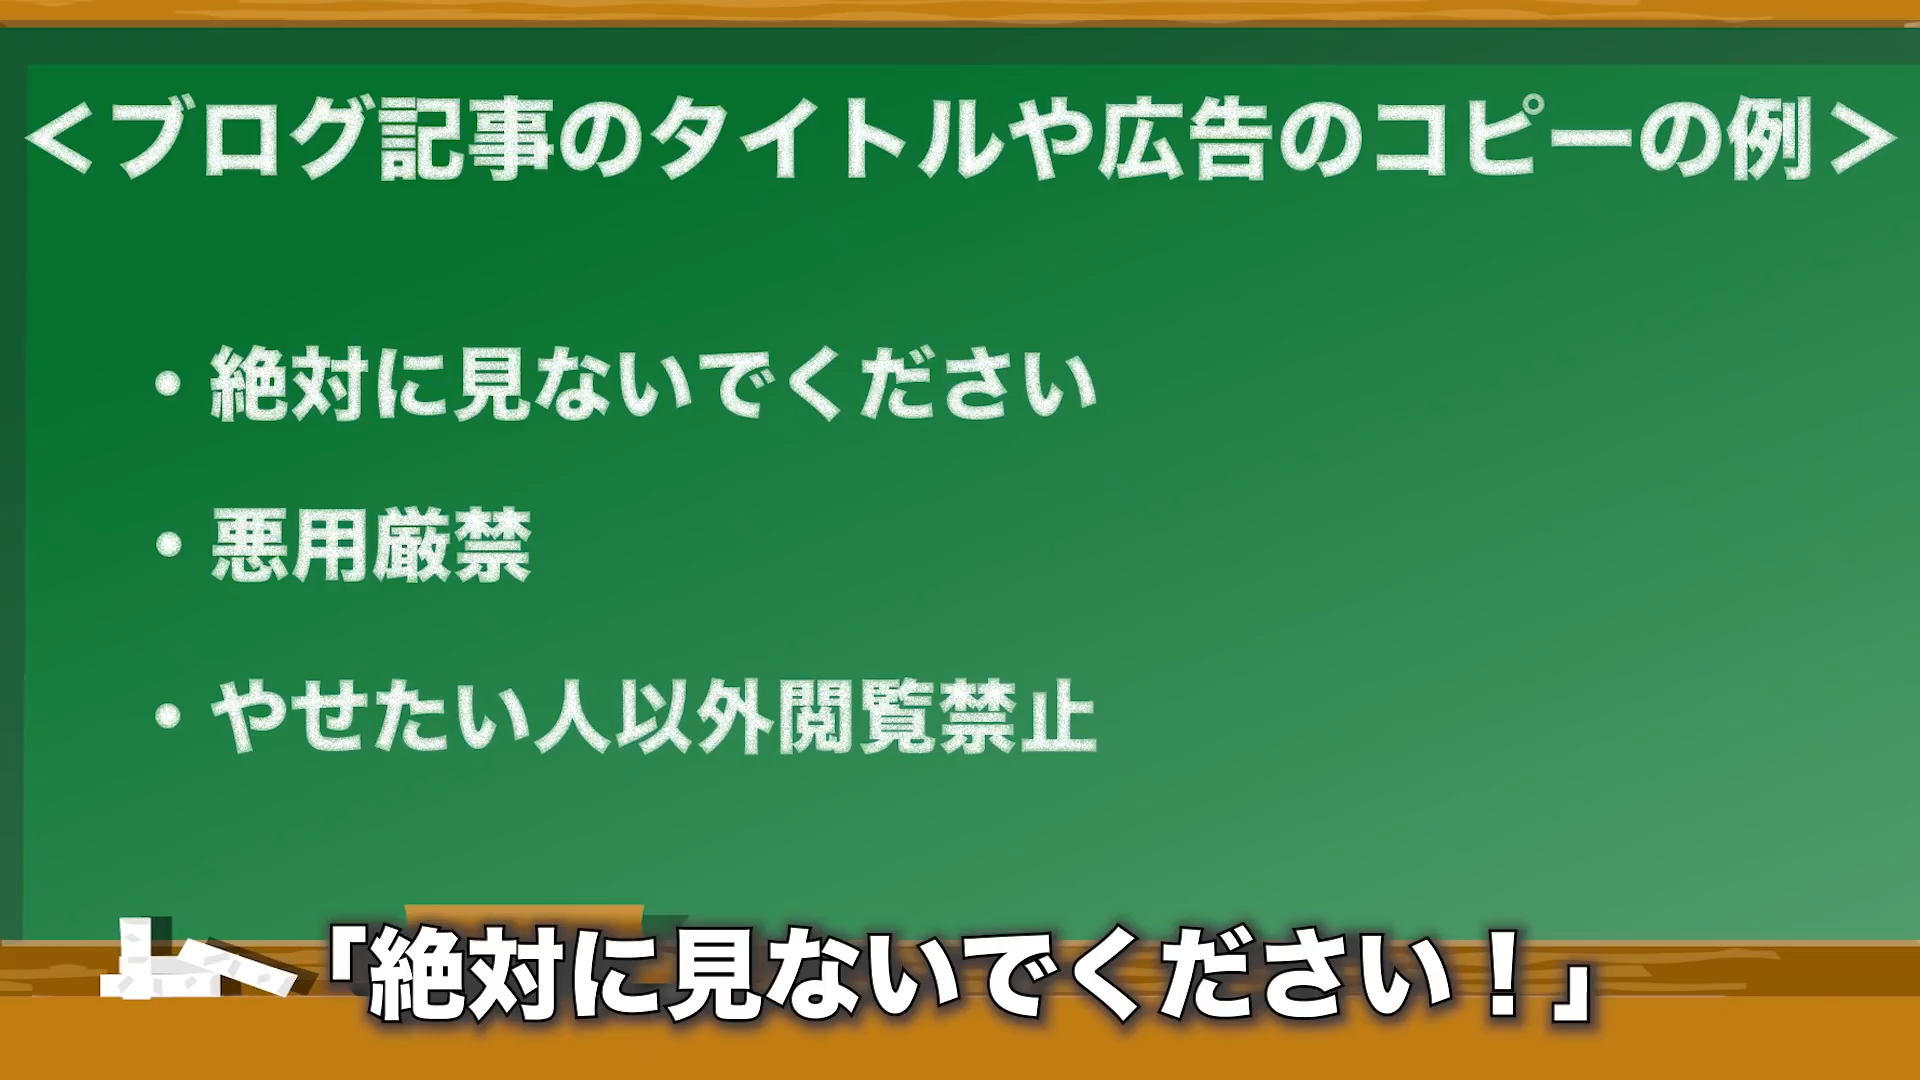 ＜ブログ記事のタイトルや広告のコピーの例＞
・絶対に見ないでください
・悪用厳禁
・やせたい人以外閲覧禁止
「絶対に見ないでください！」